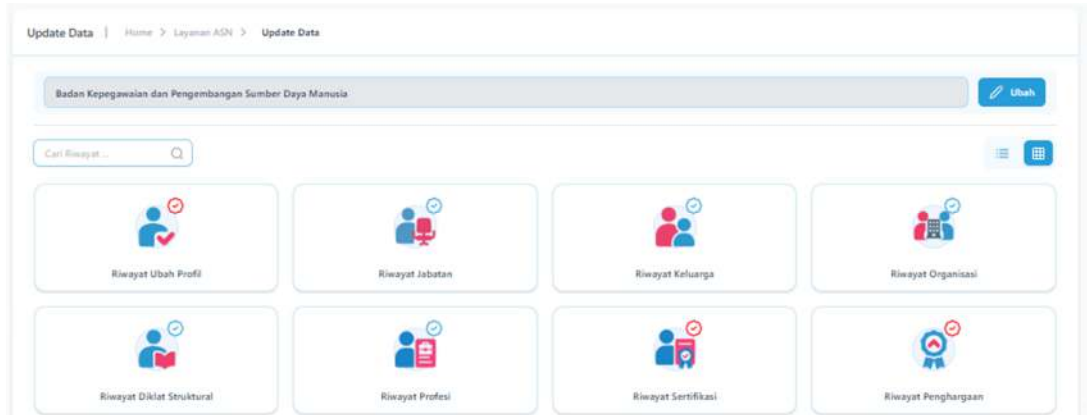 Update Data | Home > Layanan ASN > Update Data
Badan Kepegawaian dan Pengembangan Sumber Daya Manusia
Ubah
Cari Riwayat...
Riwayat Ubah Profil
Riwayat Jabatan
Riwayat Keluarga
Riwayat Organisasi
Riwayat Diklat Struktural
Riwayat Profesi
Riwayat Sertifikasi
Riwayat Penghargaan